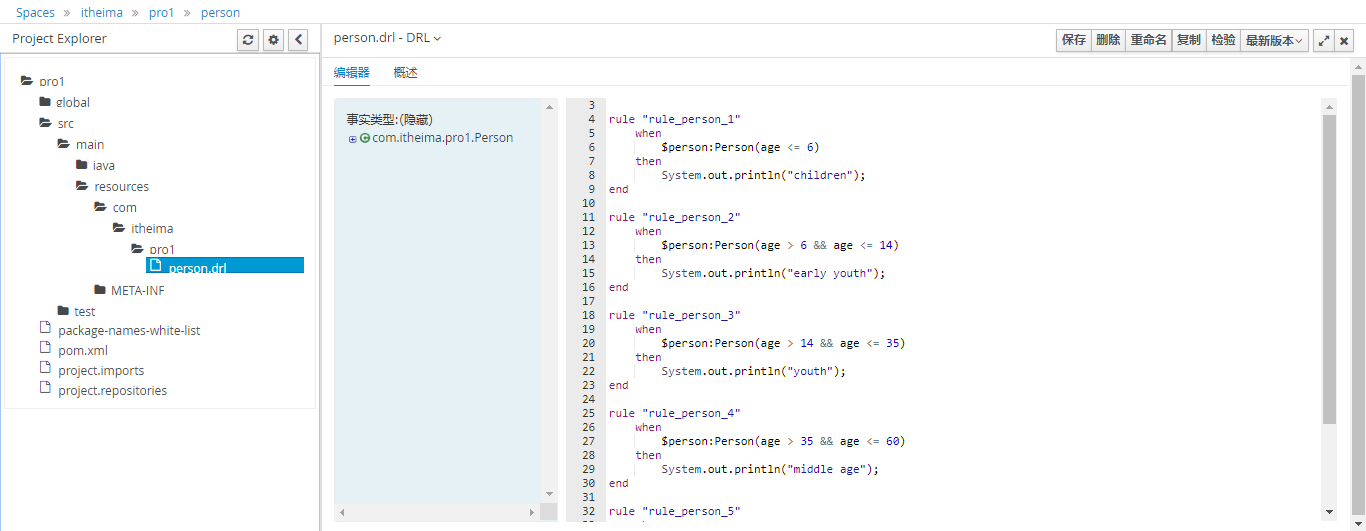 Spaces » itheima » pro1 » person
Project Explorer
person.drl - DRL
保存 删除 重命名 复制 检验 最新版本
编辑器 概述
pro1
global
src
main
java
resources
com
itheima
pro1
person.drl
META-INF
test
package-names-white-list
pom.xml
project.imports
project.repositories
事实类型:(隐藏)
com.itheima.pro1.Person
3
4 rule "rule_person_1"
5 when
6 $person:Person(age <= 6)
7 then
8 System.out.println("children");
9 end
10
11 rule "rule_person_2"
12 when
13 $person:Person(age > 6 && age <= 14)
14 then
15 System.out.println("early youth");
16 end
17
18 rule "rule_person_3"
19 when
20 $person:Person(age > 14 && age <= 35)
21 then
22 System.out.println("youth");
23 end
24
25 rule "rule_person_4"
26 when
27 $person:Person(age > 35 && age <= 60)
28 then
29 System.out.println("middle age");
30 end
31
32 rule "rule_person_5"